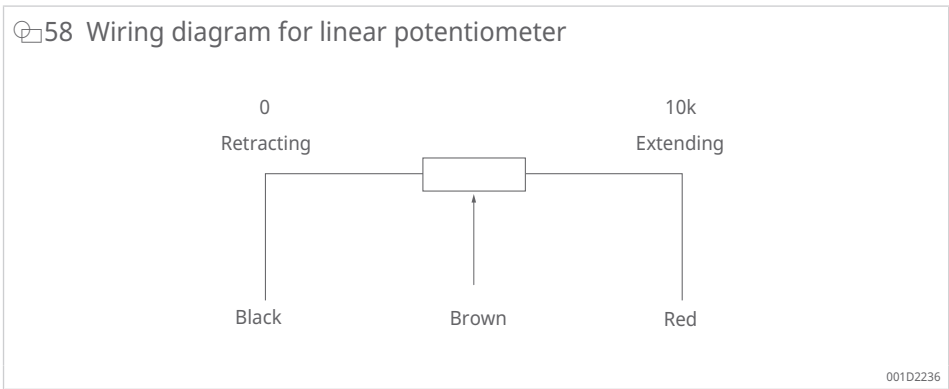 58 Wiring diagram for linear potentiometer
0 10k
Retracting Extending
Black Brown Red
001D2236